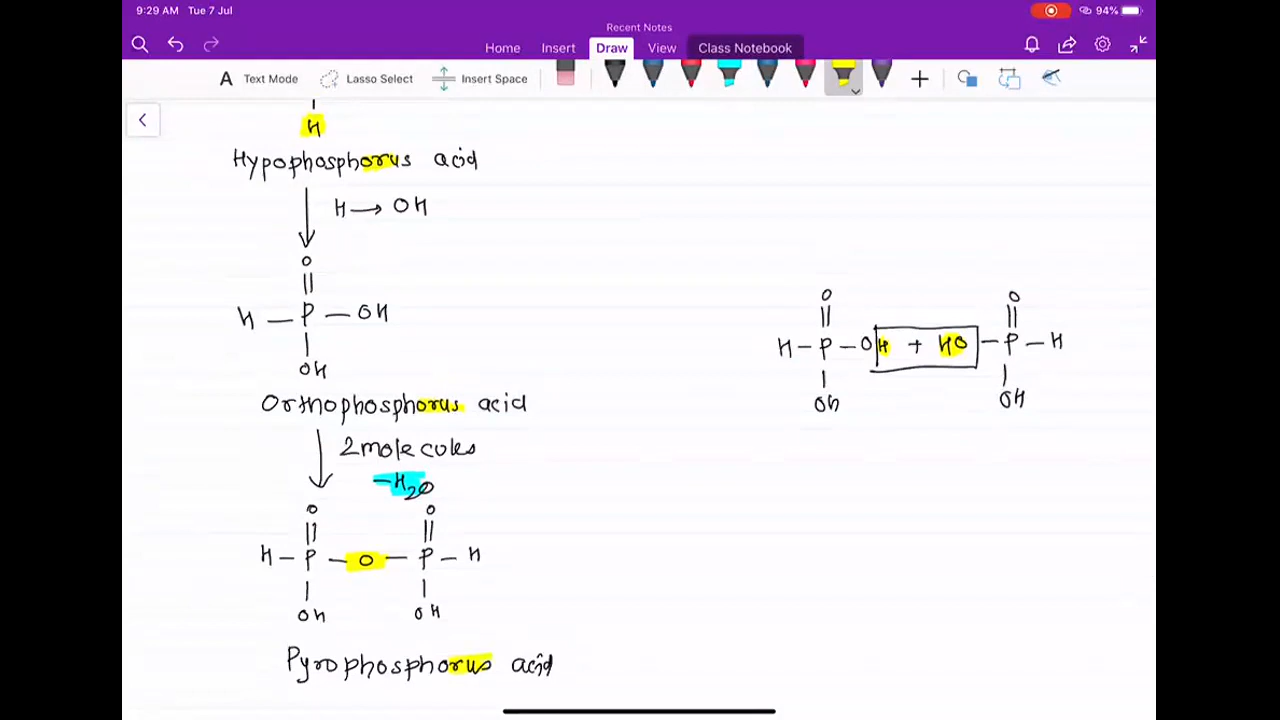 9:29 AM Tue 7 Jul
94%
Recent Notes
Home Insert Draw View Class Notebook
A Text Mode Lasso Select Insert Space
H
Hypophosphorus acid
H → OH
O
||
H — P — OH
|
OH
Orthophosphorus acid
2 molecules
- H2O
O O
|| ||
H — P — O — P — H
| |
OH OH
Pyrophosphorus acid
O O
|| ||
H — P — OH + HO — P — H
| |
OH OH